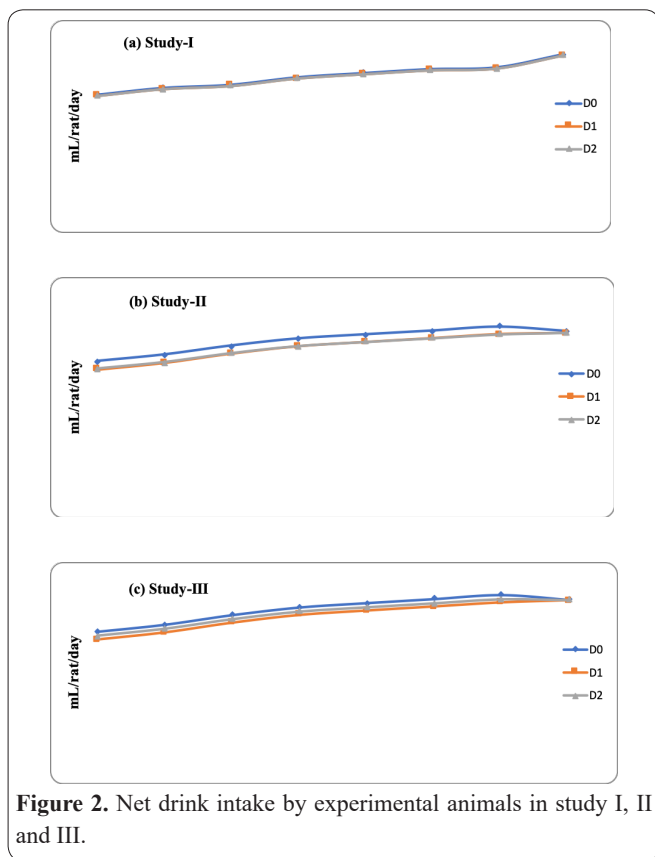 (a) Study-I
mL/rat/day
D0
D1
D2
(b) Study-II
mL/rat/day
D0
D1
D2
(c) Study-III
mL/rat/day
D0
D1
D2
Figure 2. Net drink intake by experimental animals in study I, II
and III.